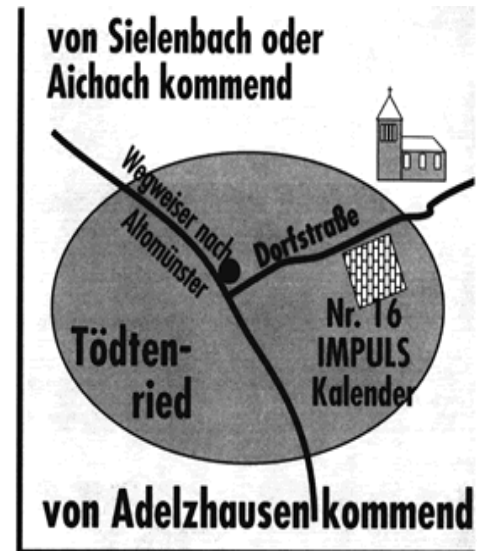 von Sielenbach oder
Aichach kommend
Wegweiser nach
Altomünster
Dorfstraße
Nr. 16
IMPULS
Kalender
Tödten-
ried
von Adelzhausen kommend